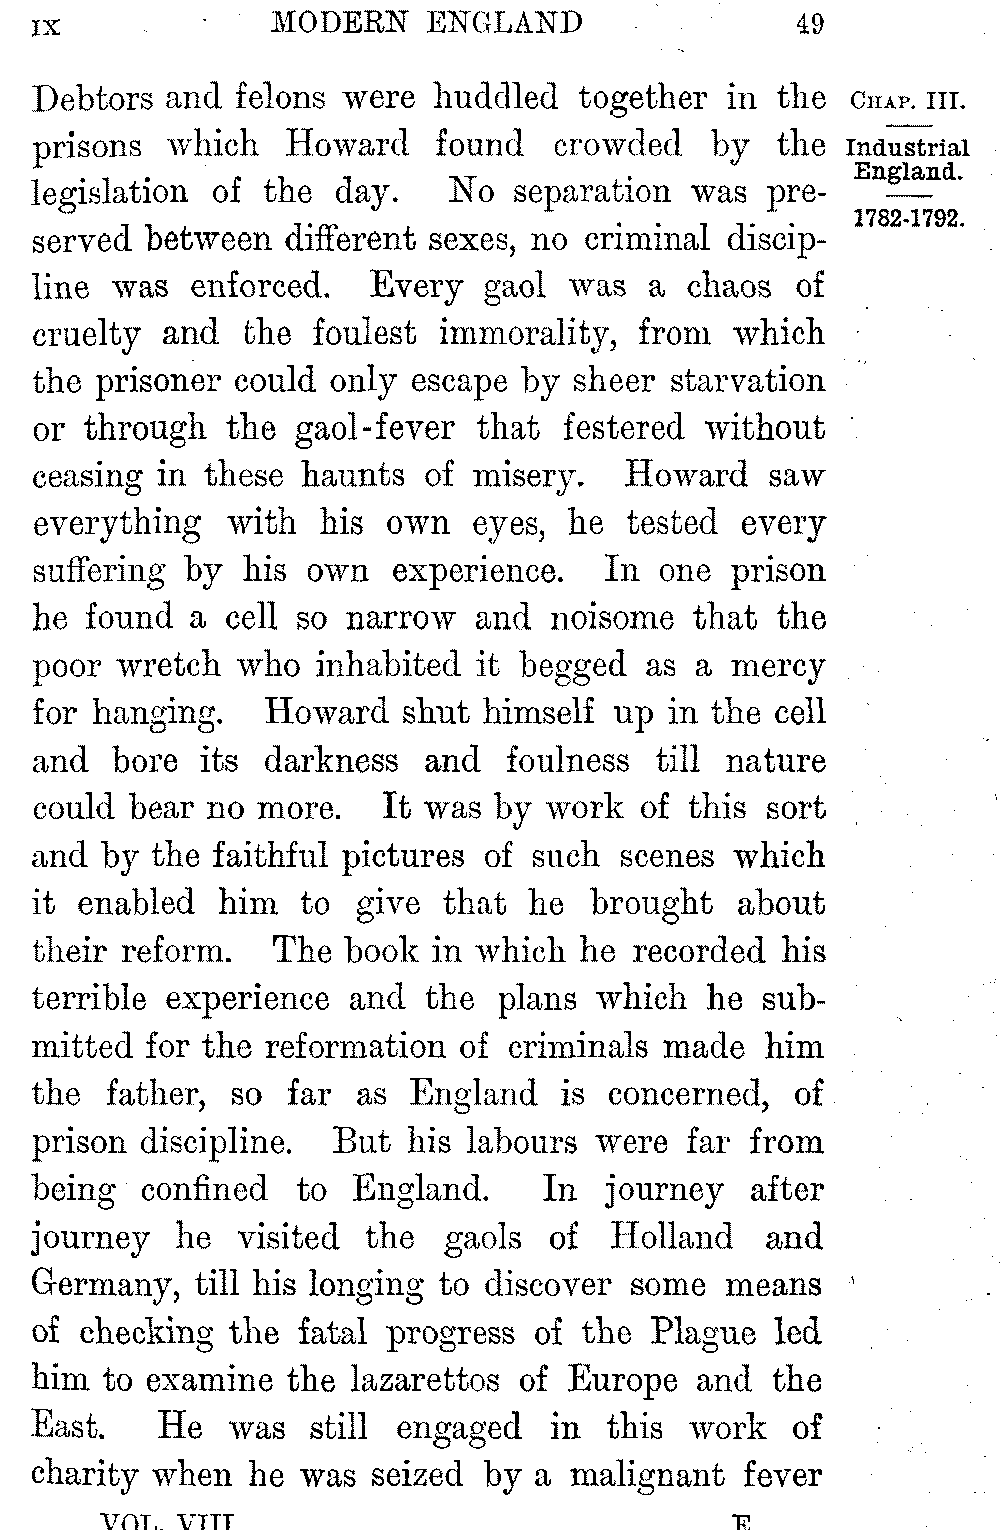 IX MODERN ENGLAND 49
Debtors and felons were huddled together in the
prisons which Howard found crowded by the
legislation of the day. No separation was pre-
served between different sexes, no criminal discip-
line was enforced. Every gaol was a chaos of
cruelty and the foulest immorality, from which
the prisoner could only escape by sheer starvation
or through the gaol-fever that festered without
ceasing in these haunts of misery. Howard saw
everything with his own eyes, he tested every
suffering by his own experience. In one prison
he found a cell so narrow and noisome that the
poor wretch who inhabited it begged as a mercy
for hanging. Howard shut himself up in the cell
and bore its darkness and foulness till nature
could bear no more. It was by work of this sort
and by the faithful pictures of such scenes which
it enabled him to give that he brought about
their reform. The book in which he recorded his
terrible experience and the plans which he sub-
mitted for the reformation of criminals made him
the father, so far as England is concerned, of
prison discipline. But his labours were far from
being confined to England. In journey after
journey he visited the gaols of Holland and
Germany, till his longing to discover some means
of checking the fatal progress of the Plague led
him to examine the lazarettos of Europe and the
East. He was still engaged in this work of
charity when he was seized by a malignant fever
CHAP. III.
Industrial
England.
1782-1792.
VOL. VIII E